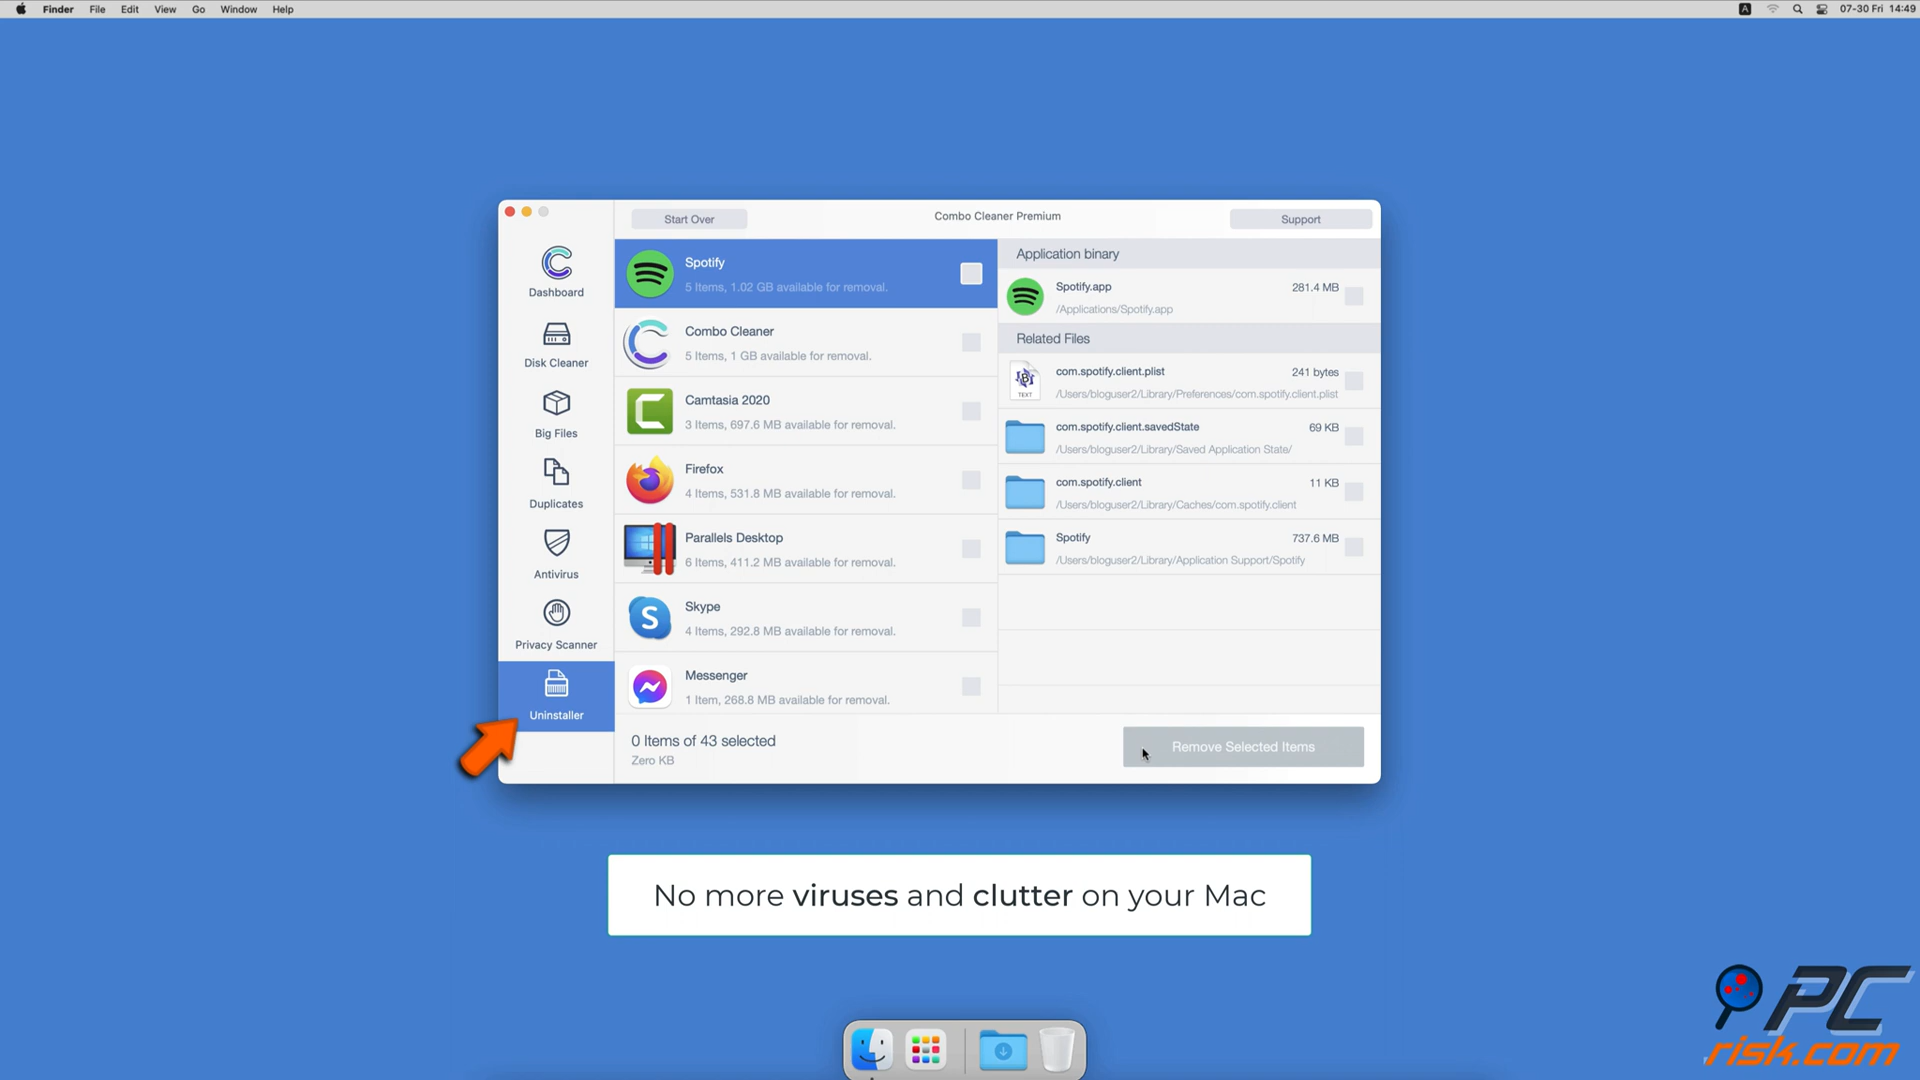 Finder File Edit View Go Window Help
A 07-30 Fri 14:49
Start Over
Combo Cleaner Premium
Support
Dashboard
Disk Cleaner
Big Files
Duplicates
Antivirus
Privacy Scanner
Uninstaller
Spotify
5 Items, 1.02 GB available for removal.
Combo Cleaner
5 Items, 1 GB available for removal.
Camtasia 2020
3 Items, 697.6 MB available for removal.
Firefox
4 Items, 531.8 MB available for removal.
Parallels Desktop
6 Items, 411.2 MB available for removal.
Skype
4 Items, 292.8 MB available for removal.
Messenger
1 Item, 268.8 MB available for removal.
Application binary
Spotify.app 281.4 MB
/Applications/Spotify.app
Related Files
com.spotify.client.plist 241 bytes
/Users/bloguser2/Library/Preferences/com.spotify.client.plist
TEXT
com.spotify.client.savedState 69 KB
/Users/bloguser2/Library/Saved Application State/
com.spotify.client 11 KB
/Users/bloguser2/Library/Caches/com.spotify.client
Spotify 737.6 MB
/Users/bloguser2/Library/Application Support/Spotify
0 Items of 43 selected
Zero KB
Remove Selected Items
No more viruses and clutter on your Mac
PC
risk.com